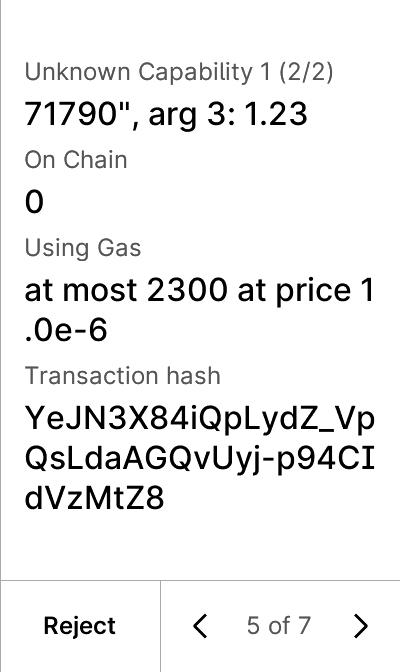 Unknown Capability 1 (2/2)
71790", arg 3: 1.23
On Chain
0
Using Gas
at most 2300 at price 1
.0e-6
Transaction hash
YeJN3X84iQpLydZ_Vp
QsLdaAGQvUyj-p94CI
dVzMtZ8
Reject
5 of 7